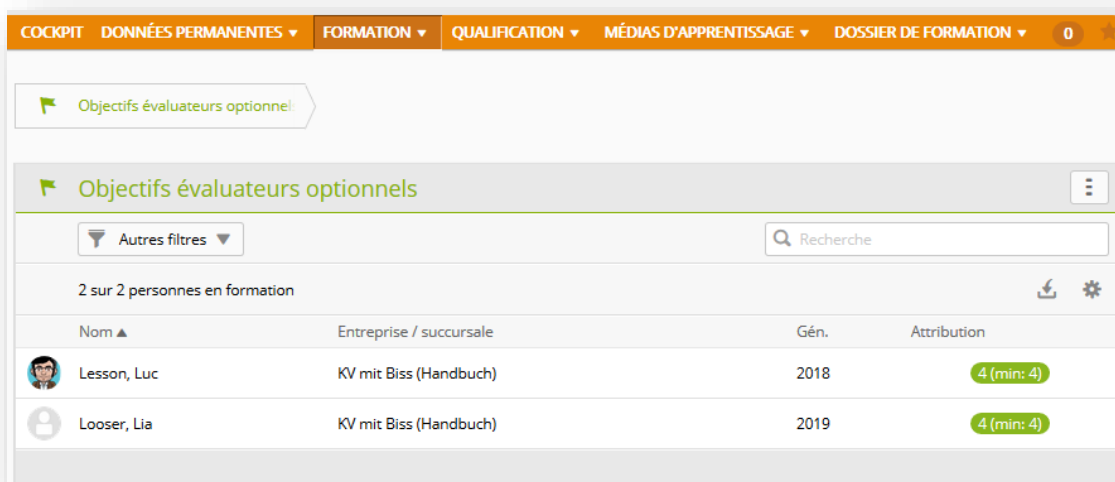 COCKPIT DONNÉES PERMANENTES FORMATION QUALIFICATION MÉDIAS D'APPRENTISSAGE DOSSIER DE FORMATION 0
Objectifs évaluateurs optionnel
Objectifs évaluateurs optionnels
Autres filtres Recherche
2 sur 2 personnes en formation
Nom Entreprise / succursale Gén. Attribution
Lesson, Luc KV mit Biss (Handbuch) 2018 4 (min: 4)
Looser, Lia KV mit Biss (Handbuch) 2019 4 (min: 4)